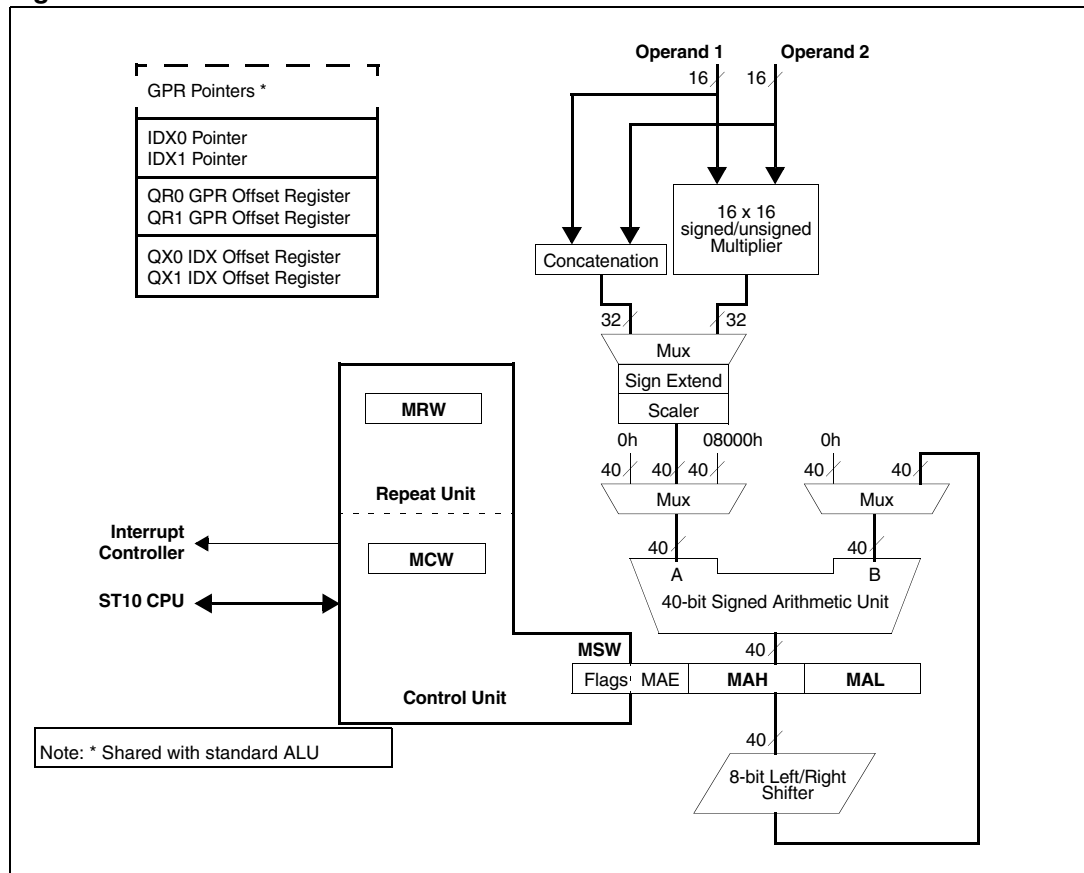 Operand 1
Operand 2
16
16
GPR Pointers *
IDX0 Pointer
IDX1 Pointer
QR0 GPR Offset Register
QR1 GPR Offset Register
QX0 IDX Offset Register
QX1 IDX Offset Register
16 x 16
signed/unsigned
Multiplier
Concatenation
32
32
Mux
Sign Extend
Scaler
MRW
0h
08000h
0h
40
40
40
40
40
Mux
Mux
Repeat Unit
Interrupt
Controller
MCW
40
40
A
B
40-bit Signed Arithmetic Unit
ST10 CPU
40
MSW
Flags
MAE
MAH
MAL
Control Unit
40
Note: * Shared with standard ALU
8-bit Left/Right
Shifter